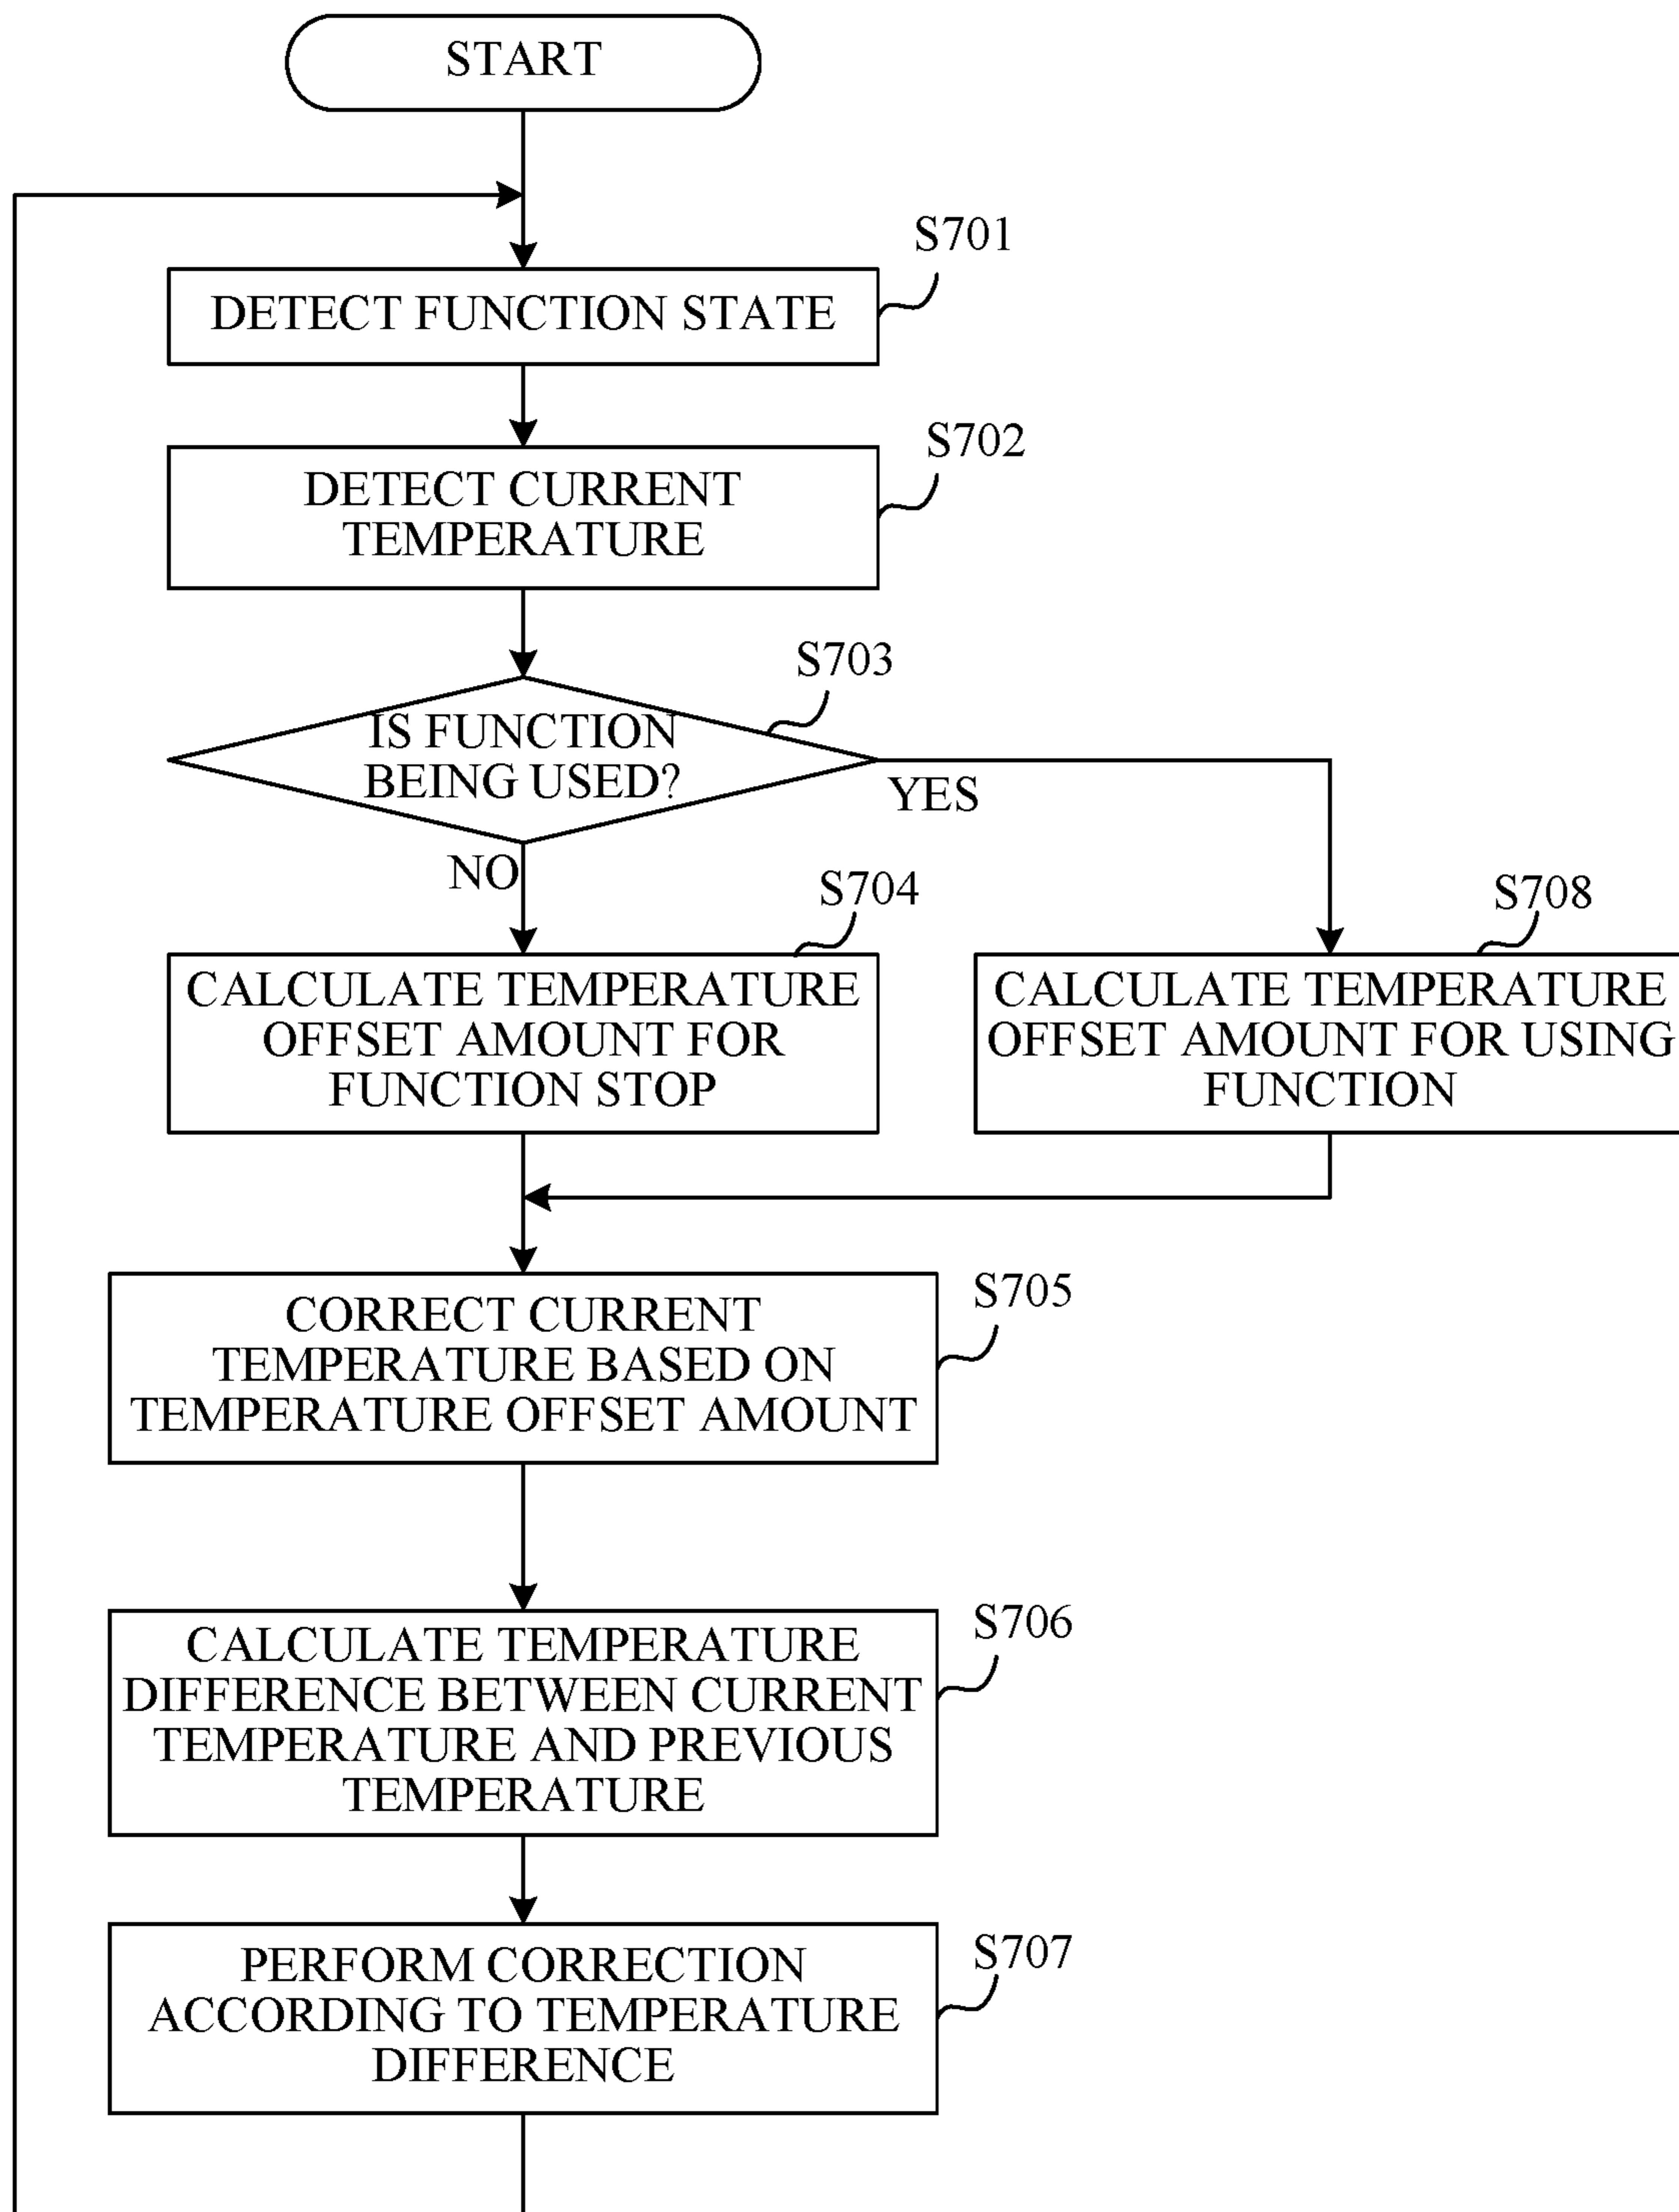 START
S701
DETECT FUNCTION STATE
S702
DETECT CURRENT
TEMPERATURE
S703
IS FUNCTION
BEING USED?
YES
NO
S704
CALCULATE TEMPERATURE
OFFSET AMOUNT FOR
FUNCTION STOP
S708
CALCULATE TEMPERATURE
OFFSET AMOUNT FOR USING
FUNCTION
S705
CORRECT CURRENT
TEMPERATURE BASED ON
TEMPERATURE OFFSET AMOUNT
S706
CALCULATE TEMPERATURE
DIFFERENCE BETWEEN CURRENT
TEMPERATURE AND PREVIOUS
TEMPERATURE
S707
PERFORM CORRECTION
ACCORDING TO TEMPERATURE
DIFFERENCE